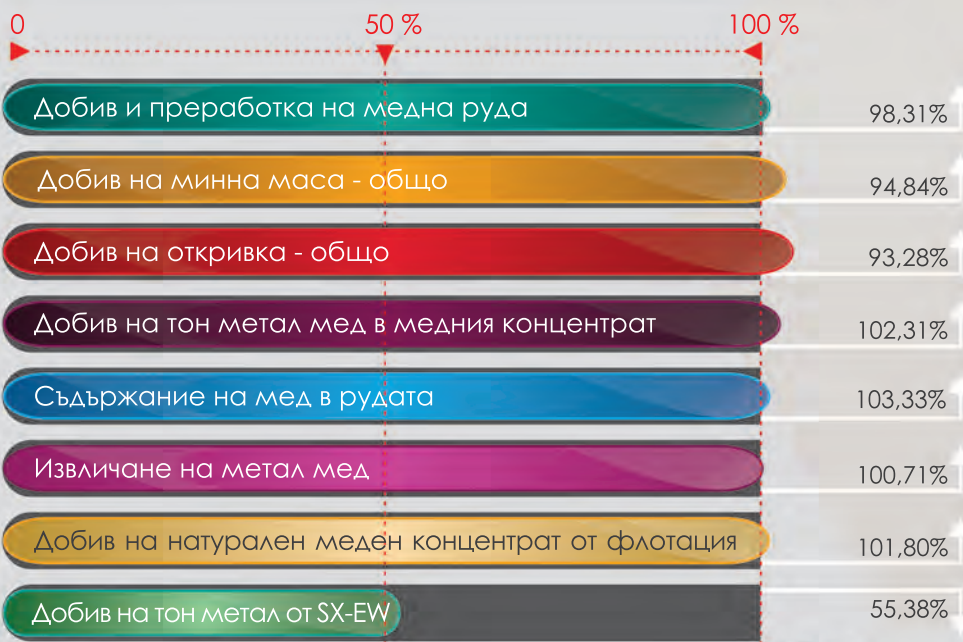 0 50 % 100 %
Добив и преработка на медна руда 98,31%
Добив на минна маса - общо 94,84%
Добив на откривка - общо 93,28%
Добив на тон метал мед в медния концентрат 102,31%
Съдържание на мед в рудата 103,33%
Извличане на метал мед 100,71%
Добив на натурален меден концентрат от флотация 101,80%
Добив на тон метал от SX-EW 55,38%